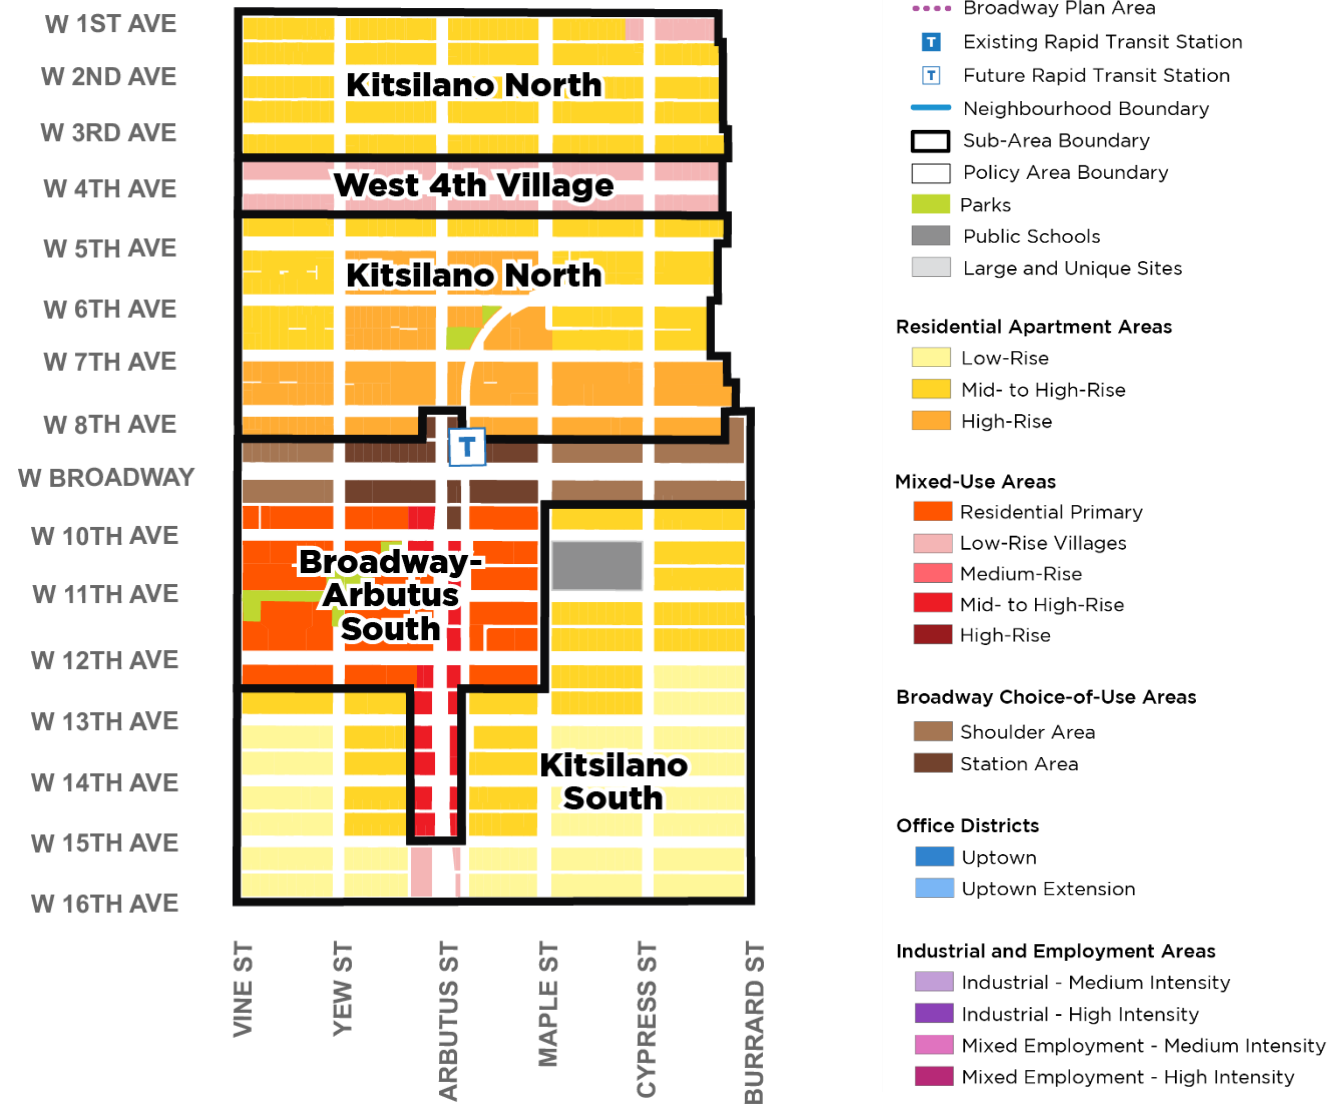 W 1ST AVE
W 2ND AVE
W 3RD AVE
W 4TH AVE
W 5TH AVE
W 6TH AVE
W 7TH AVE
W 8TH AVE
W BROADWAY
W 10TH AVE
W 11TH AVE
W 12TH AVE
W 13TH AVE
W 14TH AVE
W 15TH AVE
W 16TH AVE
Kitsilano North
West 4th Village
Kitsilano North
T
Broadway-
Arbutus
South
Kitsilano
South
VINE ST
YEW ST
ARBUTUS ST
MAPLE ST
CYPRESS ST
BURRARD ST
Broadway Plan Area
T Existing Rapid Transit Station
T Future Rapid Transit Station
Neighbourhood Boundary
Sub-Area Boundary
Policy Area Boundary
Parks
Public Schools
Large and Unique Sites
Residential Apartment Areas
Low-Rise
Mid- to High-Rise
High-Rise
Mixed-Use Areas
Residential Primary
Low-Rise Villages
Medium-Rise
Mid- to High-Rise
High-Rise
Broadway Choice-of-Use Areas
Shoulder Area
Station Area
Office Districts
Uptown
Uptown Extension
Industrial and Employment Areas
Industrial - Medium Intensity
Industrial - High Intensity
Mixed Employment - Medium Intensity
Mixed Employment - High Intensity